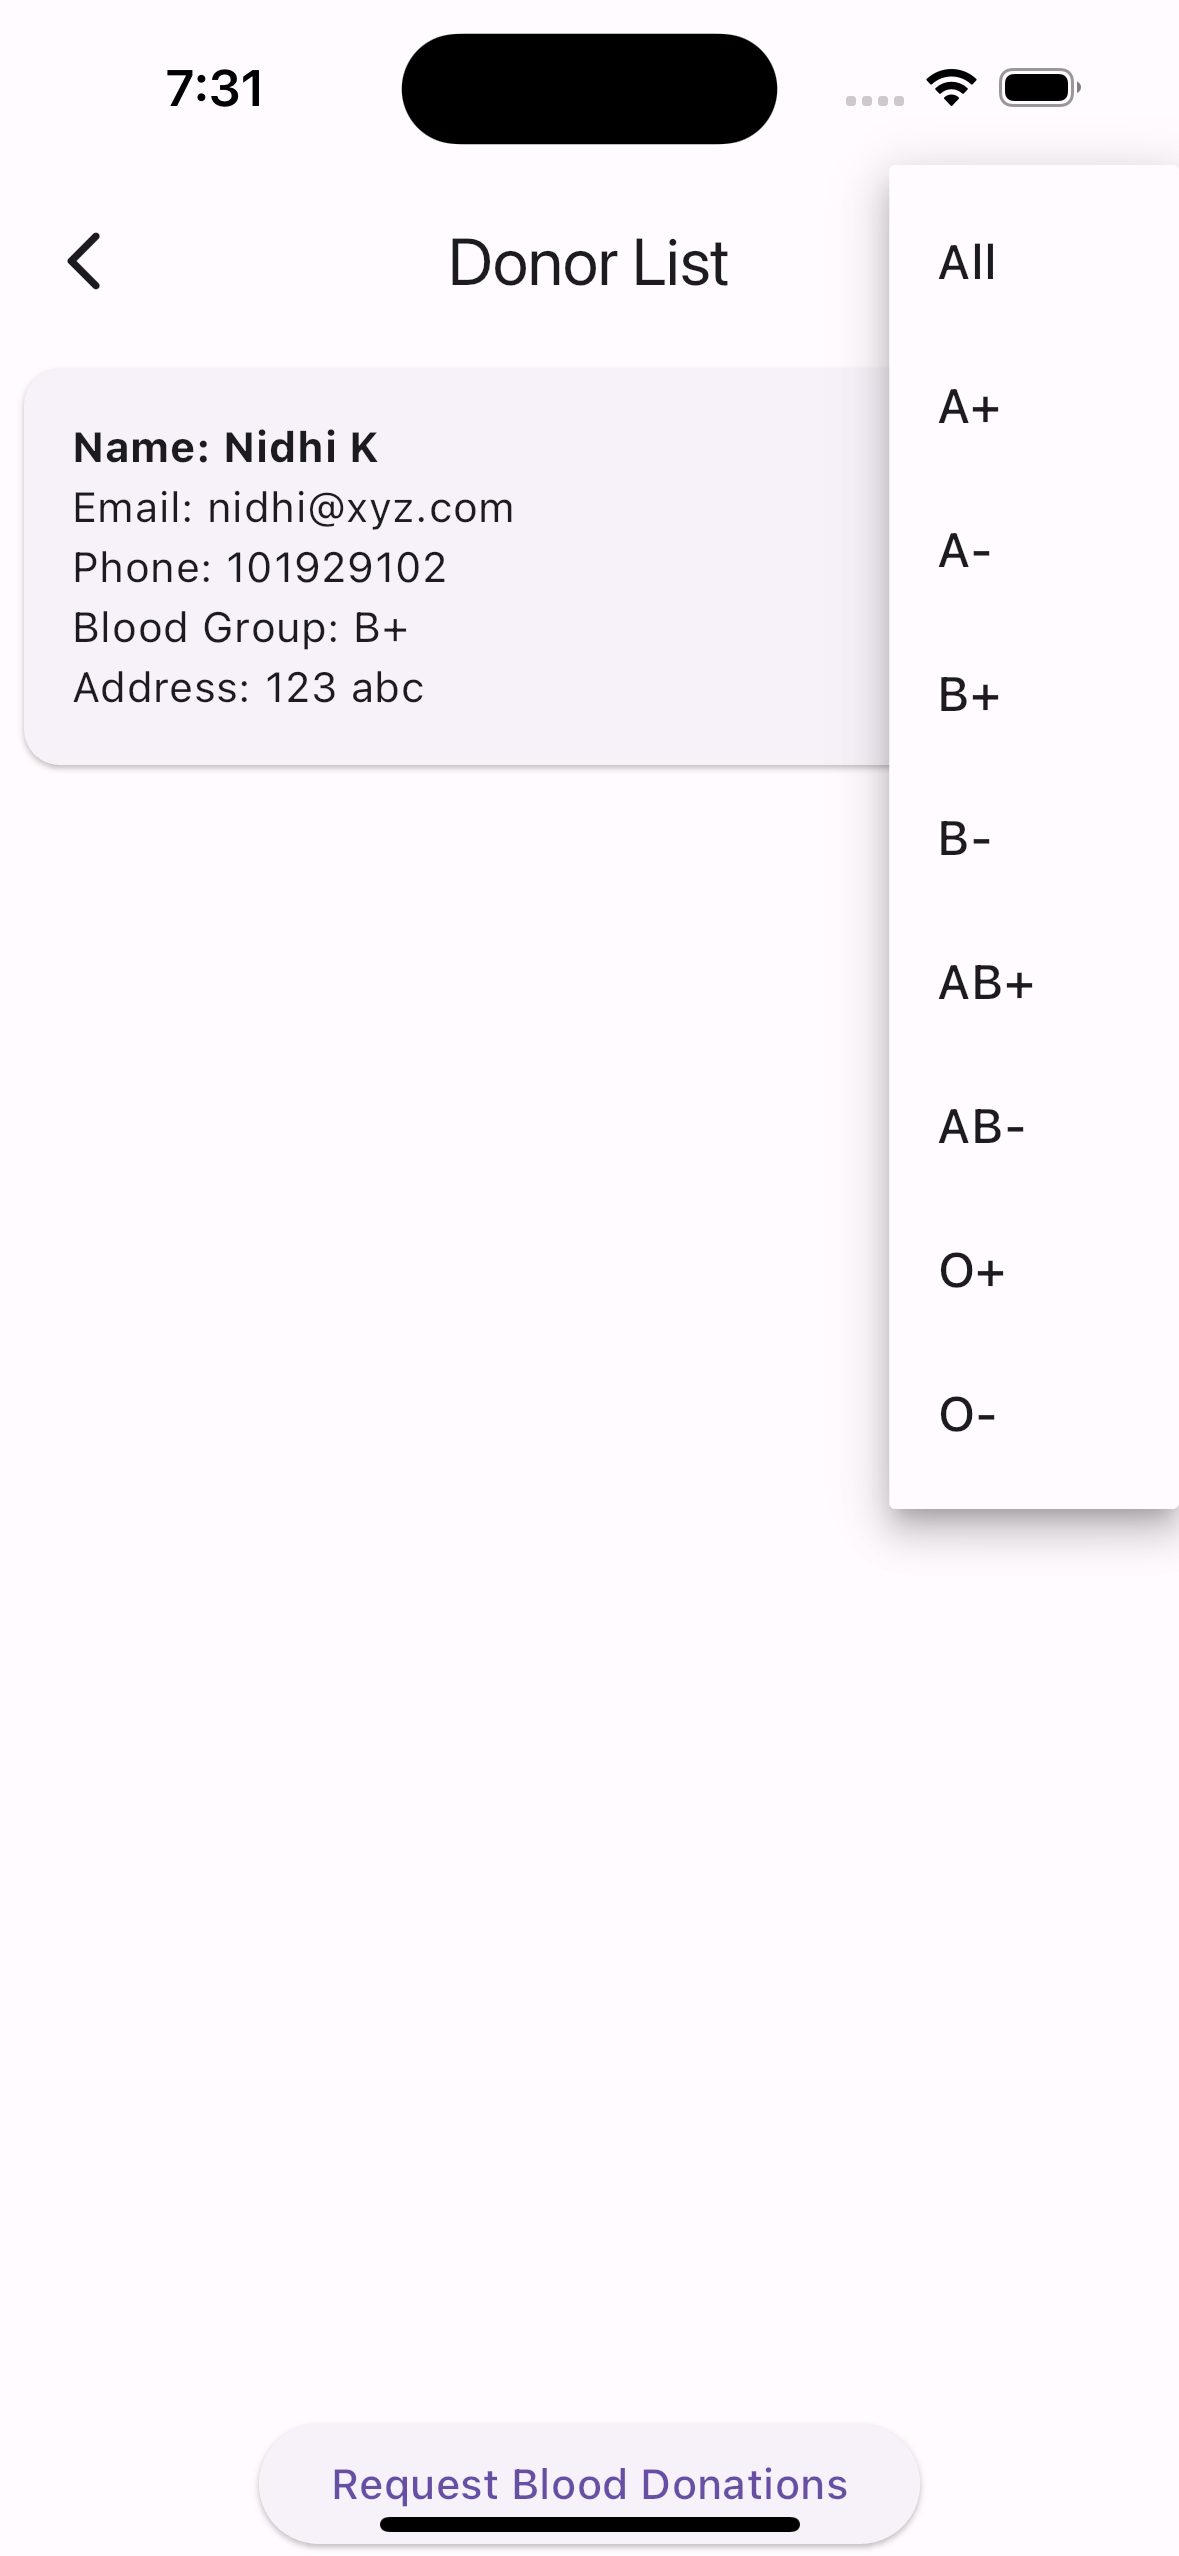 7:31
Donor List
Name: Nidhi K
Email: nidhi@xyz.com
Phone: 101929102
Blood Group: B+
Address: 123 abc
All
A+
A-
B+
B-
AB+
AB-
O+
O-
Request Blood Donations